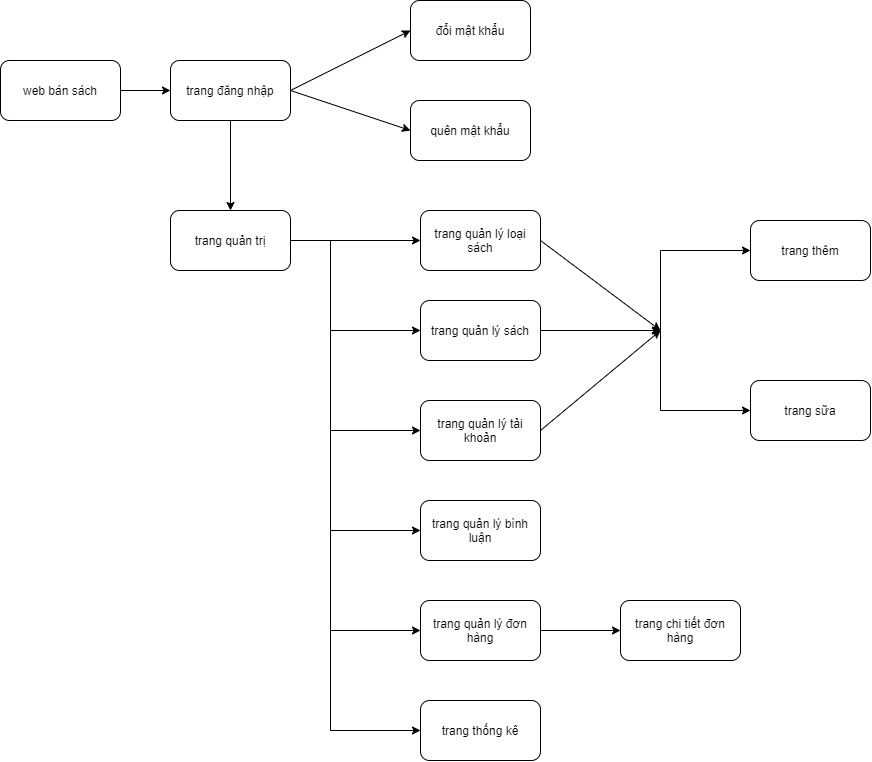 đổi mật khẩu
web bán sách
trang đăng nhập
quên mật khẩu
trang quản trị
trang quản lý loại
sách
trang thêm
trang quản lý sách
trang quản lý tải
khoản
trang sữa
trang quản lý bình
luận
trang quản lý đơn
hàng
trang chi tiết đơn
hàng
trang thống kê